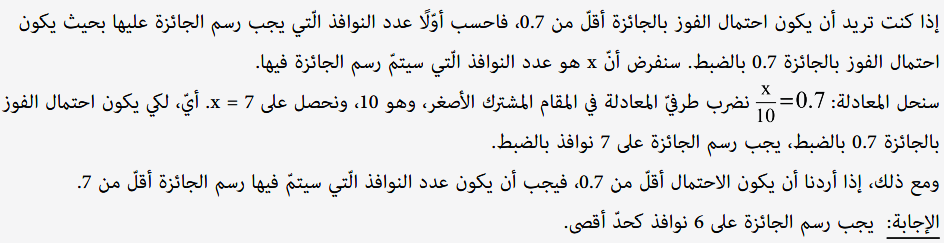 إذا كنت تريد أن يكون احتمال الفوز بالجائزة أقلّ من 0.7، فاحسب أوّلًا عدد النوافذ الّتي يجب رسم الجائزة عليها بحيث يكون
احتمال الفوز بالجائزة 0.7 بالضبط. سنفرض أنّ x هو عدد النوافذ الّتي سيتمّ رسم الجائزة فيها.
سنحل المعادلة: x/10=0.7 نضرب طرفيّ المعادلة في المقام المشترك الأصغر، وهو 10، ونحصل على x = 7. أيّ، لكي يكون احتمال الفوز
بالجائزة 0.7 بالضبط، يجب رسم الجائزة على 7 نوافذ بالضبط.
ومع ذلك، إذا أردنا أن يكون الاحتمال أقلّ من 0.7، فيجب أن يكون عدد النوافذ الّتي سيتمّ فيها رسم الجائزة أقلّ من 7.
الإجابة: يجب رسم الجائزة على 6 نوافذ كحدّ أقصى.